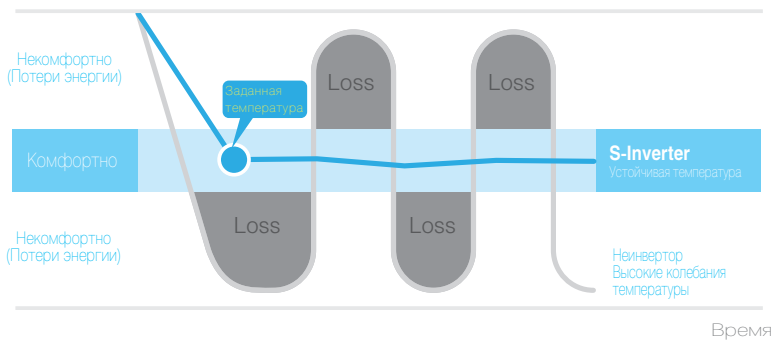 Некомфортно
(Потери энергии)
Заданная
температура
Loss
Loss
Комфортно
S-Inverter
Устойчивая температура
Loss
Loss
Некомфортно
(Потери энергии)
Неинвертор
Высокие колебания
температуры
Время